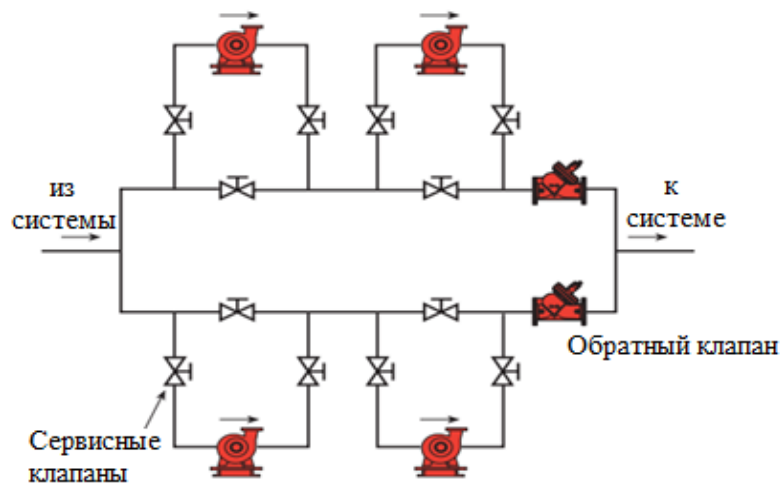 из
системы
к
системе
Обратный клапан
Сервисные
клапаны